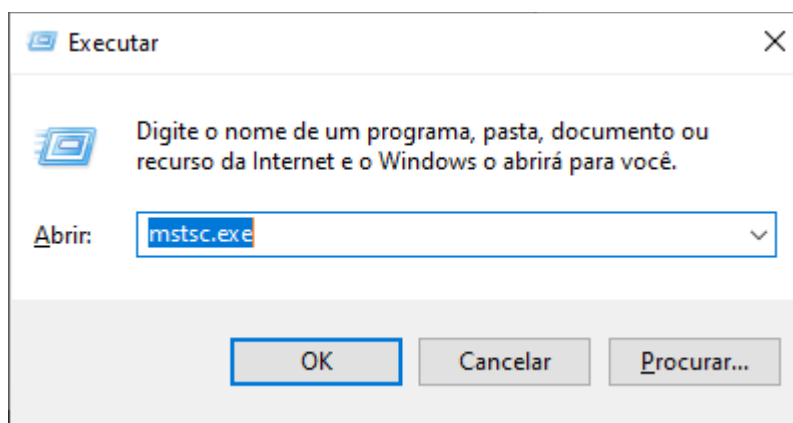 Executar
Digite o nome de um programa, pasta, documento ou
recurso da Internet e o Windows o abrirá para você.
Abrir: mstsc.exe
OK Cancelar Procurar...